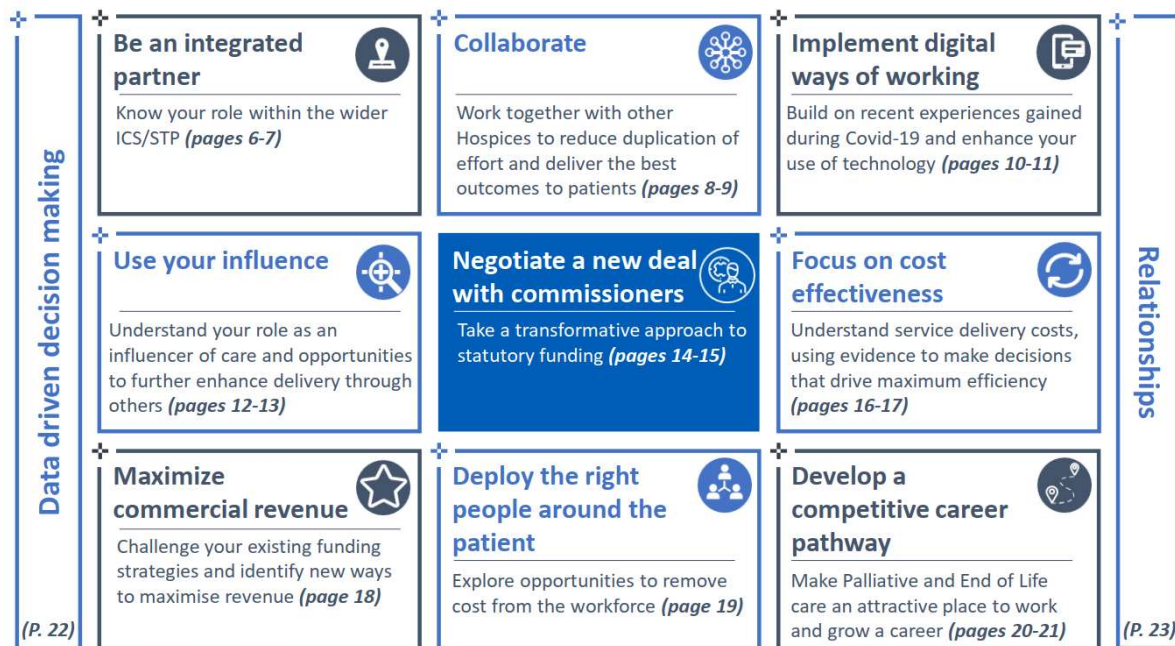 Data driven decision making
(P. 22)
Be an integrated
partner
Know your role within the wider
ICS/STP (pages 6-7)
Collaborate
Work together with other
Hospices to reduce duplication of
effort and deliver the best
outcomes to patients (pages 8-9)
Implement digital
ways of working
Build on recent experiences gained
during Covid-19 and enhance your
use of technology (pages 10-11)
Use your influence
Understand your role as an
influencer of care and opportunities
to further enhance delivery through
others (pages 12-13)
Negotiate a new deal
with commissioners
Take a transformative approach to
statutory funding (pages 14-15)
Focus on cost
effectiveness
Understand service delivery costs,
using evidence to make decisions
that drive maximum efficiency
(pages 16-17)
Maximize
commercial revenue
Challenge your existing funding
strategies and identify new ways
to maximise revenue (page 18)
Deploy the right
people around the
patient
Explore opportunities to remove
cost from the workforce (page 19)
Develop a
competitive career
pathway
Make Palliative and End of Life
care an attractive place to work
and grow a career (pages 20-21)
Relationships
(P. 23)